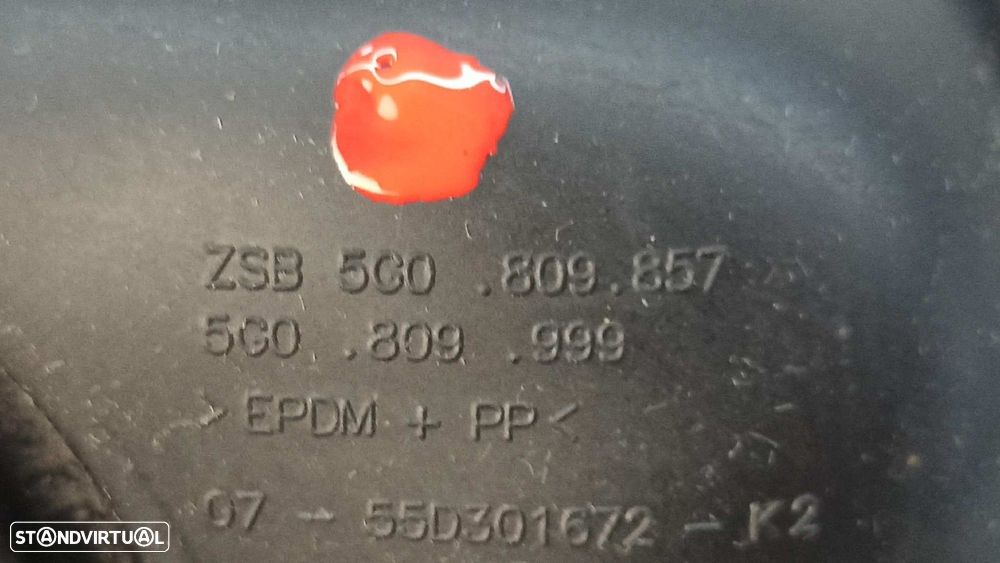 ZSB 5G0 .809.857
5G0 .809 .999
>EPDM + PP<
07 - 55D301672 - K2
STANDVIRTUAL